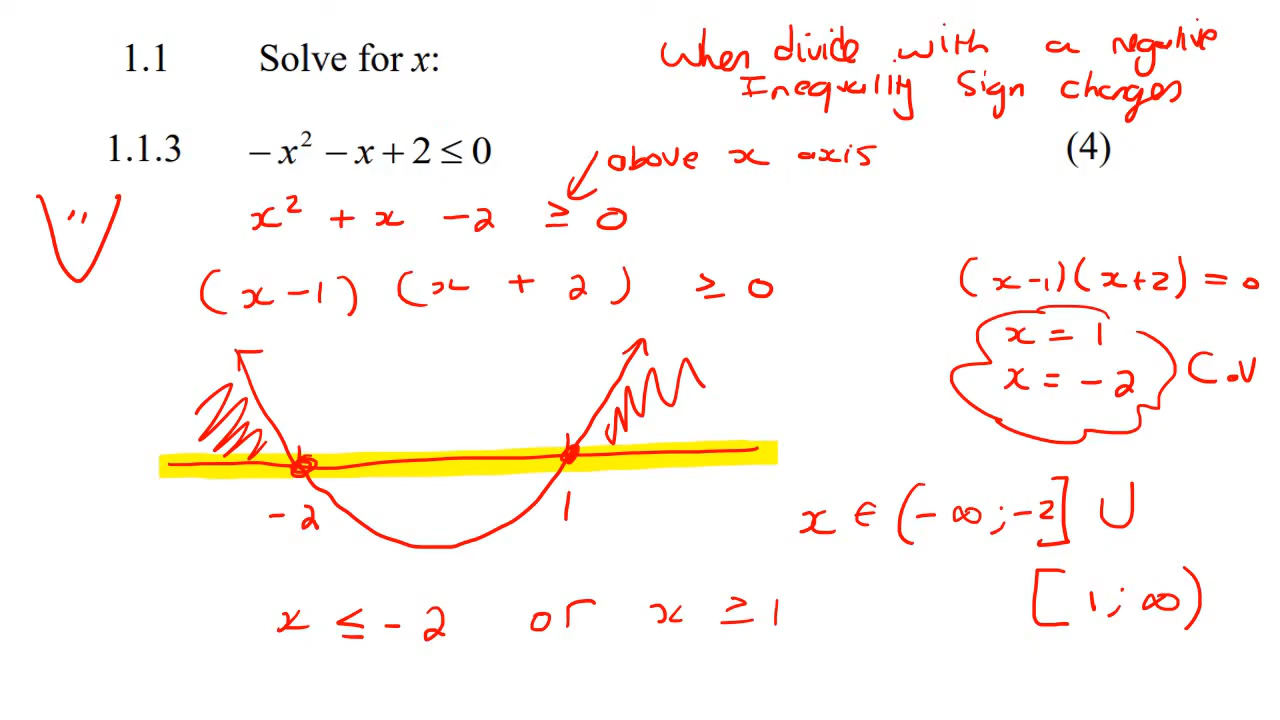 1.1 Solve for x:
When divide with a negative
Inequality Sign changes
1.1.3 − x² − x + 2 ≤ 0 (4)
above x axis
x² + x − 2 ≥ 0
(x − 1) (x + 2) ≥ 0
(x−1)(x+2) = 0
x = 1
x = −2
C.V
−2
1
x ∈ (−∞ ; −2] ∪
[1 ; ∞)
x ≤ −2 or x ≥ 1